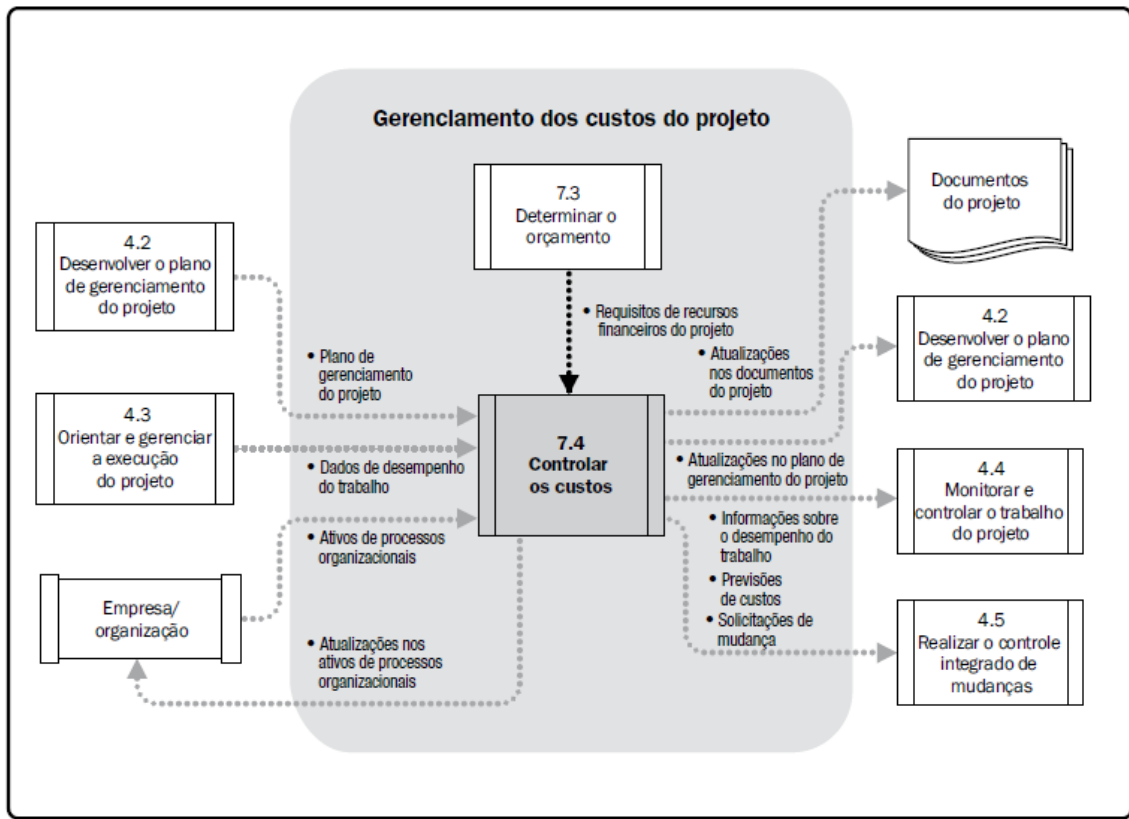 Gerenciamento dos custos do projeto
7.3
Determinar o
orçamento
Documentos
do projeto
4.2
Desenvolver o plano
de gerenciamento
do projeto
• Requisitos de recursos
financeiros do projeto
4.2
Desenvolver o plano
de gerenciamento
do projeto
• Plano de
gerenciamento
do projeto
• Atualizações
nos documentos
do projeto
4.3
Orientar e gerenciar
a execução
do projeto
7.4
Controlar
os custos
• Dados de desempenho
do trabalho
• Atualizações no plano de
gerenciamento do projeto
4.4
Monitorar e
controlar o trabalho
do projeto
• Ativos de processos
organizacionais
• Informações sobre
o desempenho do
trabalho
• Previsões
de custos
• Solicitações de
mudança
Empresa/
organização
• Atualizações nos
ativos de processos
organizacionais
4.5
Realizar o controle
integrado de
mudanças